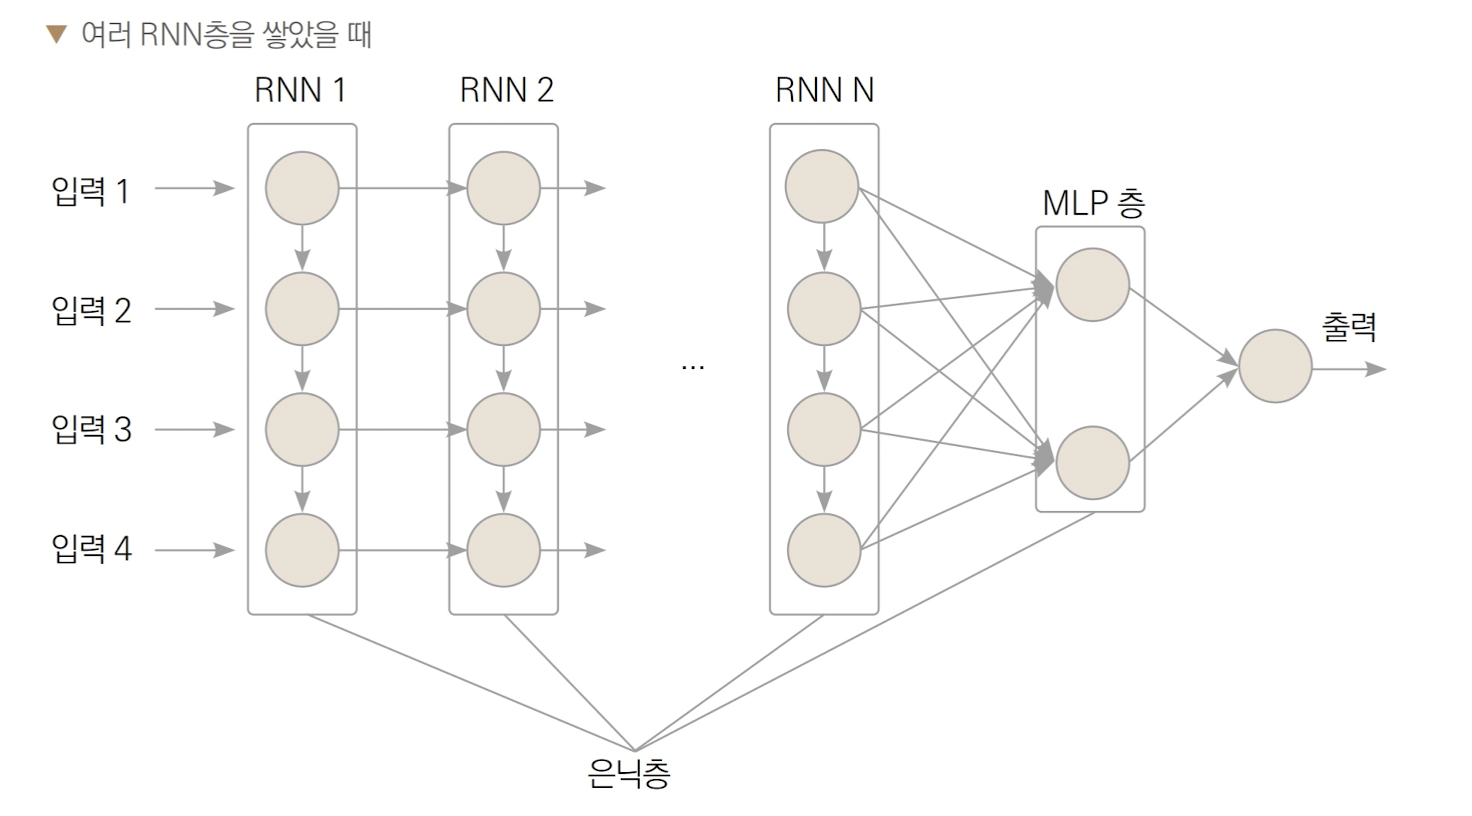 ▼ 여러 RNN층을 쌓았을 때
RNN 1
RNN 2
RNN N
MLP 층
입력 1
입력 2
입력 3
입력 4
...
출력
은닉층